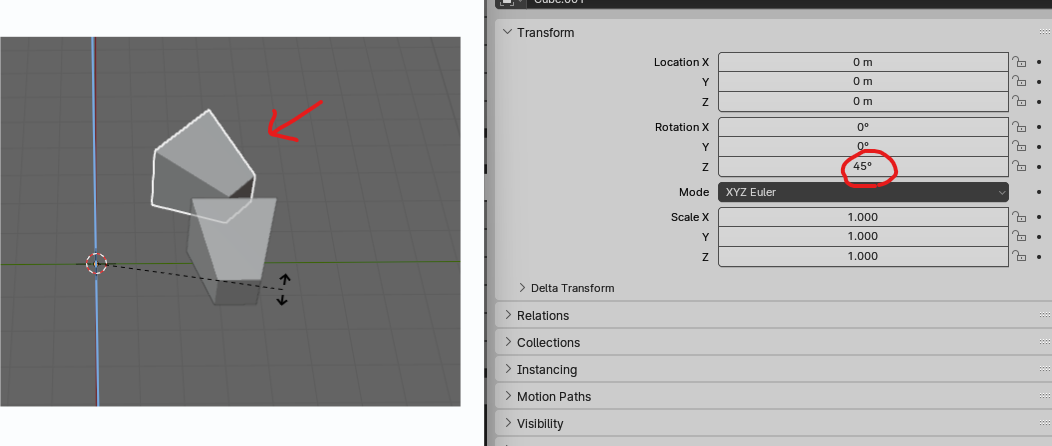 Cube.001
Transform
Location X 0 m
Y 0 m
Z 0 m
Rotation X 0°
Y 0°
Z 45°
Mode XYZ Euler
Scale X 1.000
Y 1.000
Z 1.000
Delta Transform
Relations
Collections
Instancing
Motion Paths
Visibility